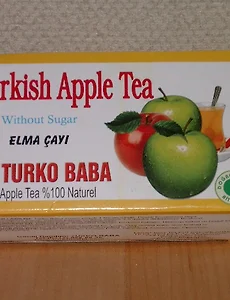 rkish Apple Tea
Without Sugar
ELMA ÇAYI
TURKO BABA
Apple Tea %100 Naturel